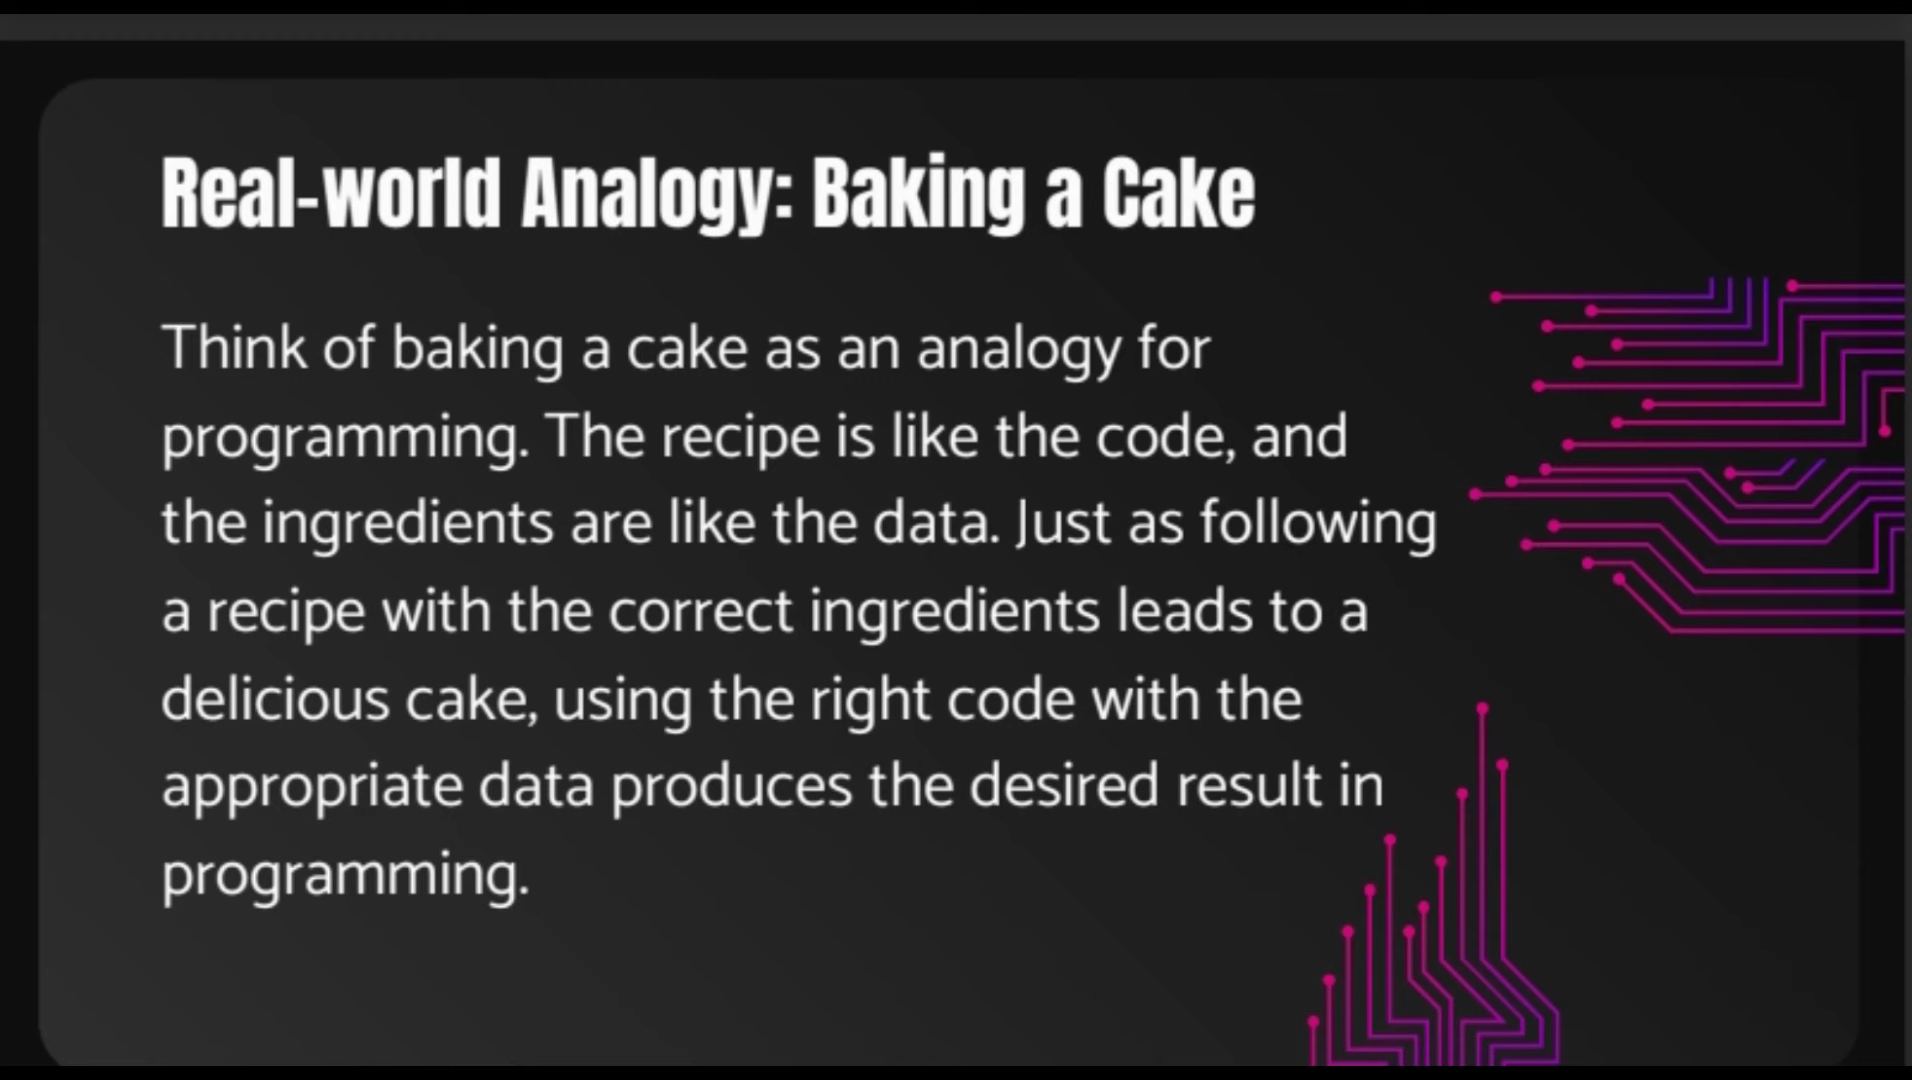 Real-world Analogy: Baking a Cake
Think of baking a cake as an analogy for
programming. The recipe is like the code, and
the ingredients are like the data. Just as following
a recipe with the correct ingredients leads to a
delicious cake, using the right code with the
appropriate data produces the desired result in
programming.